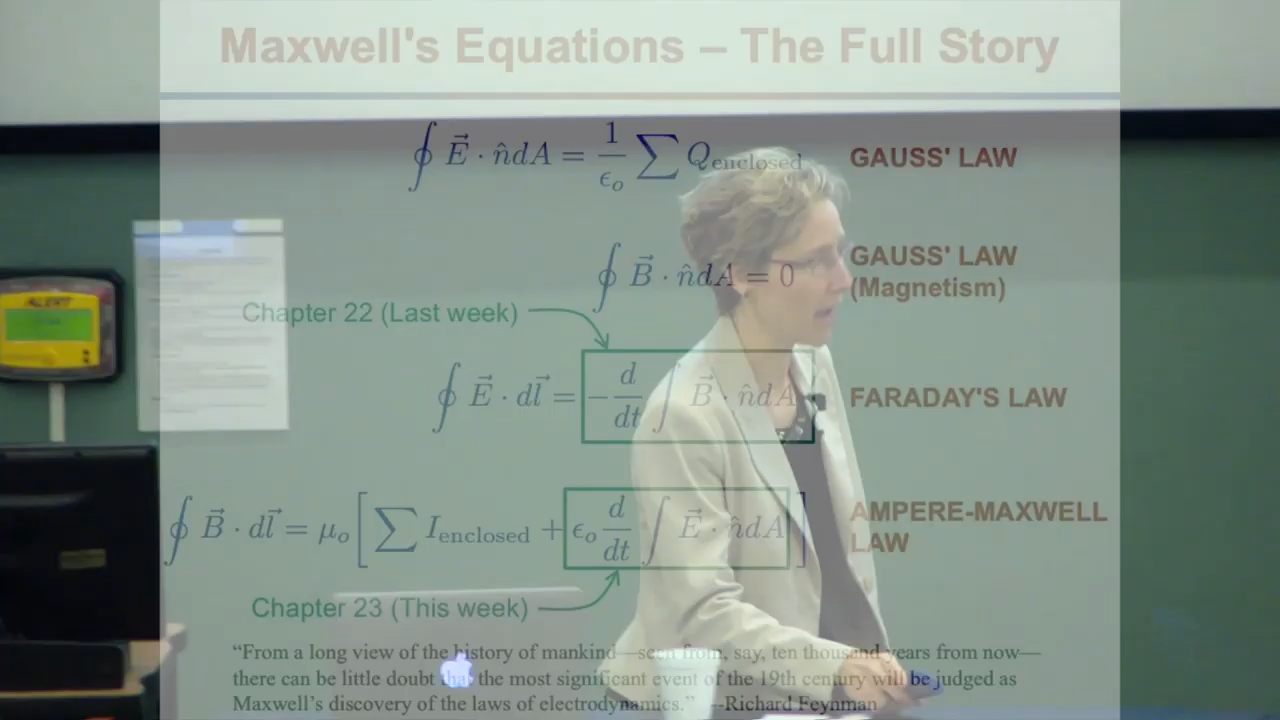 Maxwell's Equations – The Full Story
∮ E⃗ · n̂dA = 1/ϵₒ ∑ Q_enclosed
GAUSS' LAW
∮ B⃗ · n̂dA = 0
GAUSS' LAW
(Magnetism)
Chapter 22 (Last week)
∮ E⃗ · dl⃗ = − d/dt ∫ B⃗ · n̂dA
FARADAY'S LAW
∮ B⃗ · dl⃗ = μₒ [ ∑ I_enclosed + ϵₒ d/dt ∫ E⃗ · n̂dA ]
AMPERE-MAXWELL
LAW
Chapter 23 (This week)
“From a long view of the history of mankind—seen from, say, ten thousand years from now—
there can be little doubt that the most significant event of the 19th century will be judged as
Maxwell’s discovery of the laws of electrodynamics.” --Richard Feynman
ALERT